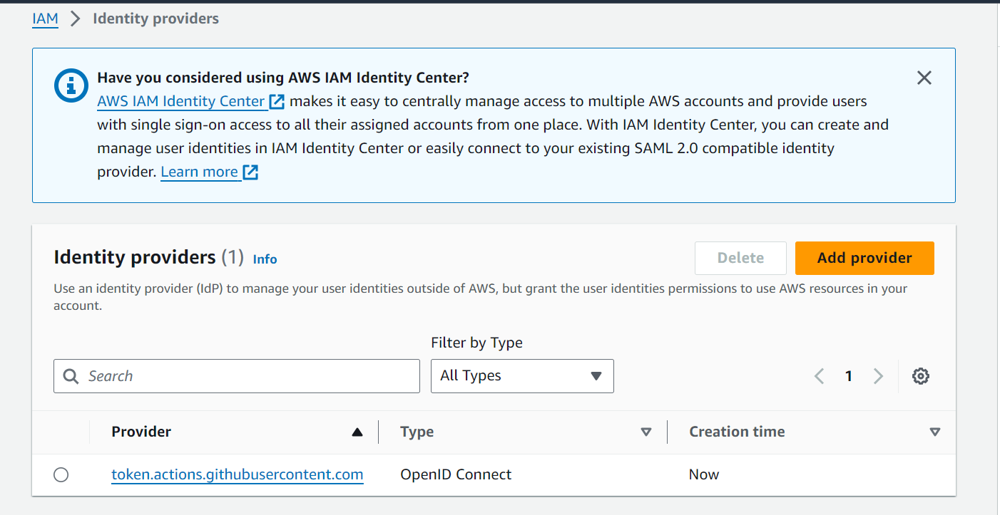 IAM > Identity providers
Have you considered using AWS IAM Identity Center?
AWS IAM Identity Center makes it easy to centrally manage access to multiple AWS accounts and provide users
with single sign-on access to all their assigned accounts from one place. With IAM Identity Center, you can create and
manage user identities in IAM Identity Center or easily connect to your existing SAML 2.0 compatible identity
provider. Learn more
Identity providers (1) Info
Delete
Add provider
Use an identity provider (IdP) to manage your user identities outside of AWS, but grant the user identities permissions to use AWS resources in your
account.
Filter by Type
Search
All Types
1
Provider Type Creation time
token.actions.githubusercontent.com OpenID Connect Now